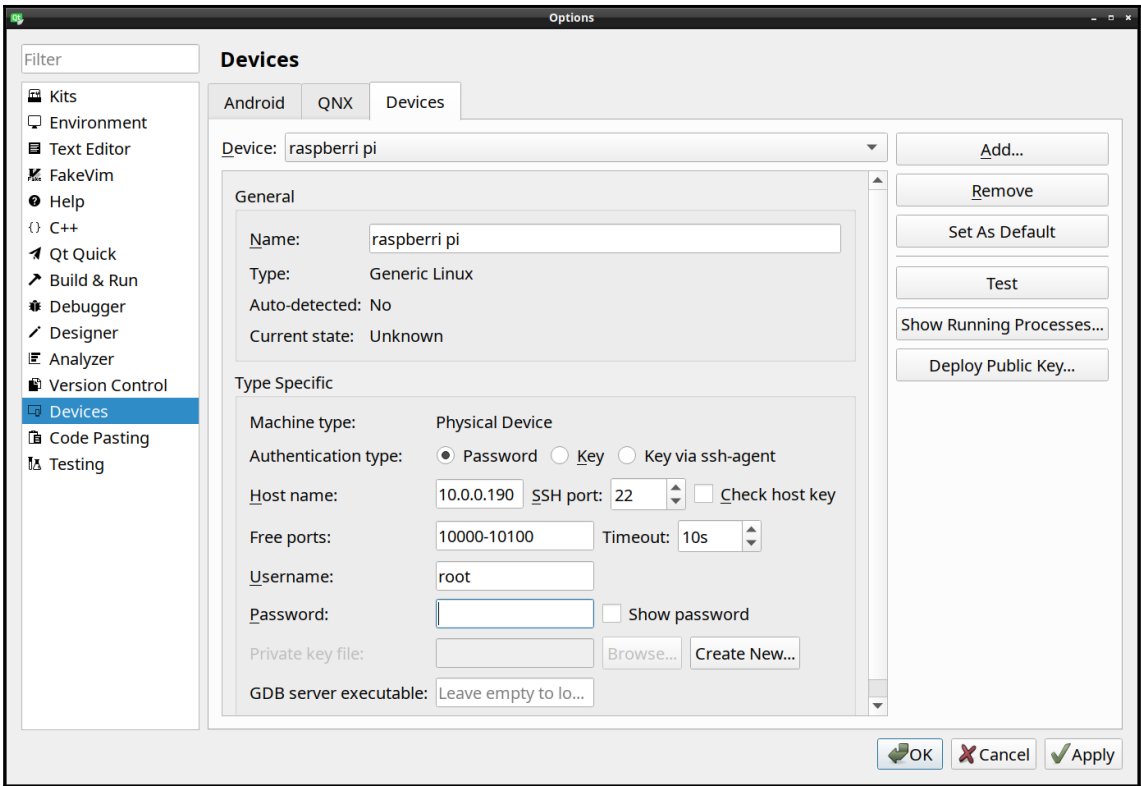 Qt
Options
Filter
Kits
Environment
Text Editor
FakeVim
Help
{} C++
Qt Quick
Build & Run
Debugger
Designer
Analyzer
Version Control
Devices
Code Pasting
Testing
Devices
Android QNX Devices
Device: raspberri pi
General
Name: raspberri pi
Type: Generic Linux
Auto-detected: No
Current state: Unknown
Type Specific
Machine type: Physical Device
Authentication type: Password Key Key via ssh-agent
Host name: 10.0.0.190 SSH port: 22 Check host key
Free ports: 10000-10100 Timeout: 10s
Username: root
Password: Show password
Private key file: Browse... Create New...
GDB server executable: Leave empty to lo...
Add...
Remove
Set As Default
Test
Show Running Processes...
Deploy Public Key...
OK Cancel Apply